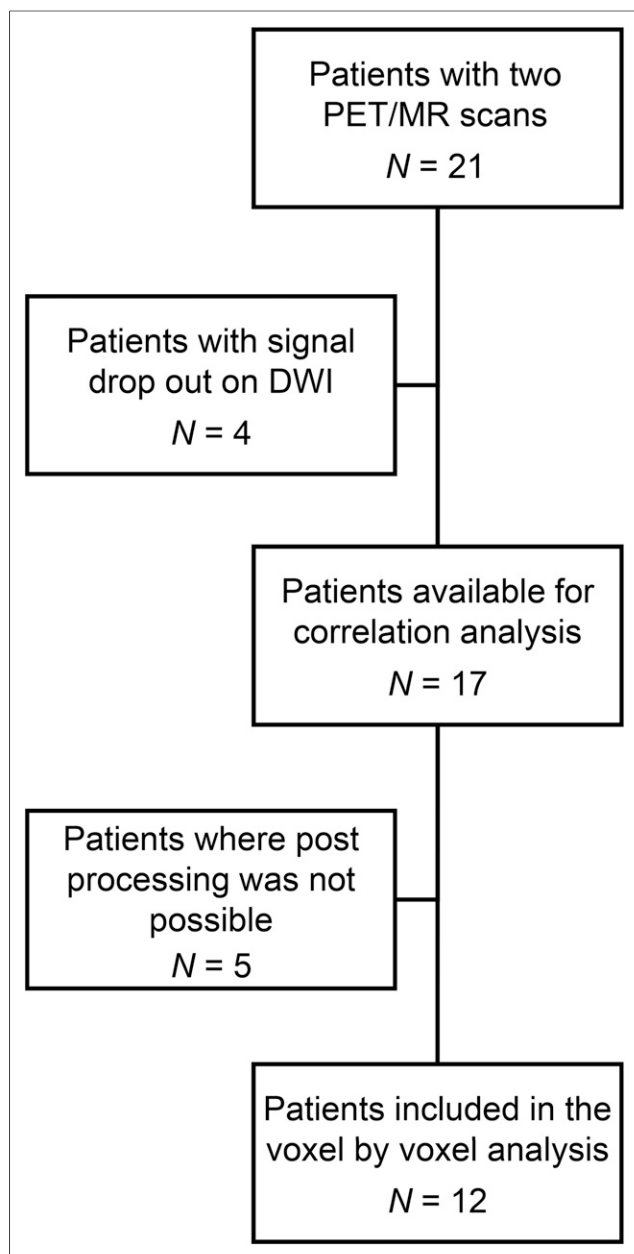 Patients with two
PET/MR scans
N = 21
Patients with signal
drop out on DWI
N = 4
Patients available for
correlation analysis
N = 17
Patients where post
processing was not
possible
N = 5
Patients included in the
voxel by voxel analysis
N = 12